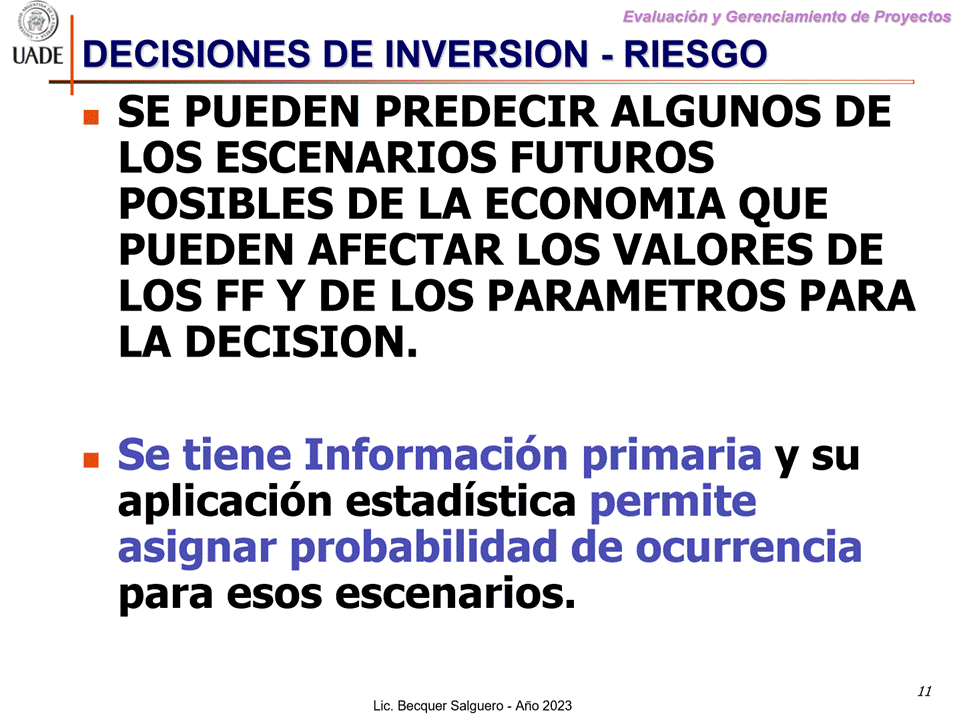 Evaluación y Gerenciamiento de Proyectos
UADE
DECISIONES DE INVERSION - RIESGO
SE PUEDEN PREDECIR ALGUNOS DE
LOS ESCENARIOS FUTUROS
POSIBLES DE LA ECONOMIA QUE
PUEDEN AFECTAR LOS VALORES DE
LOS FF Y DE LOS PARAMETROS PARA
LA DECISION.
Se tiene Información primaria y su
aplicación estadística permite
asignar probabilidad de ocurrencia
para esos escenarios.
11
Lic. Becquer Salguero - Año 2023